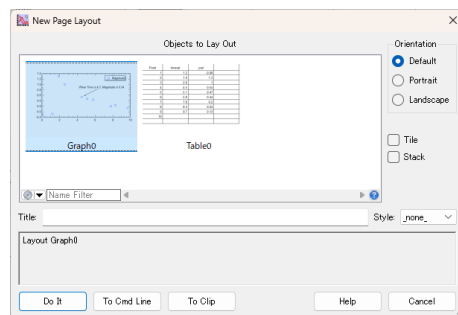 New Page Layout
Objects to Lay Out
Orientation
Default
Portrait
Landscape
Tile
Stack
Graph0
Table0
Name Filter
Title:
Style: _none_
Layout Graph0
Do It
To Cmd Line
To Clip
Help
Cancel